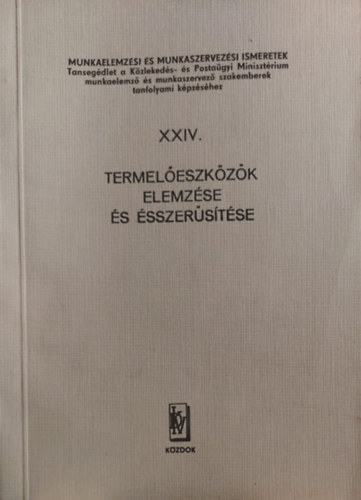 MUNKAELEMZÉSI ÉS MUNKASZERVEZÉSI ISMERETEK
Tansegédlet a Közlekedés- és Postaügyi Minisztérium
munkaelemző és munkaszervező szakemberek
tanfolyami képzéséhez
XXIV.
TERMELŐESZKÖZÖK
ELEMZÉSE
ÉS ÉSSZERŰSÍTÉSE
KÖZDOK